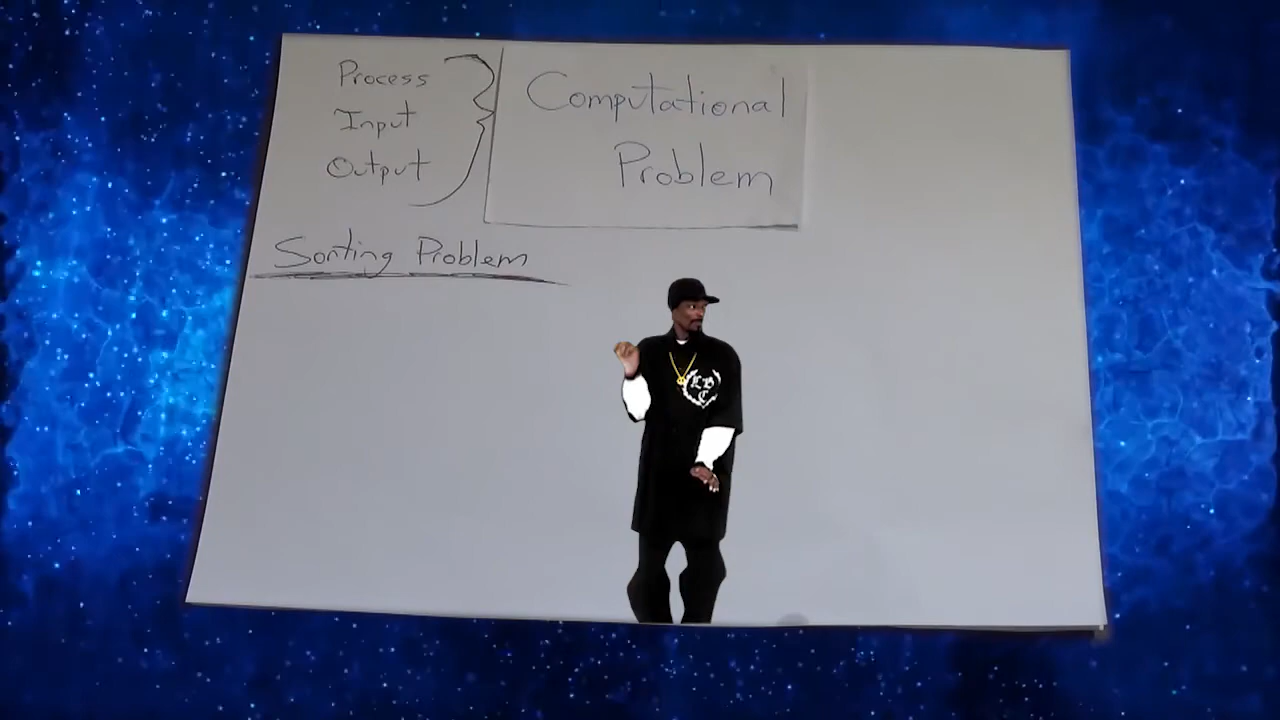 Process
Input
Output
Computational
Problem
Sorting Problem
LBC